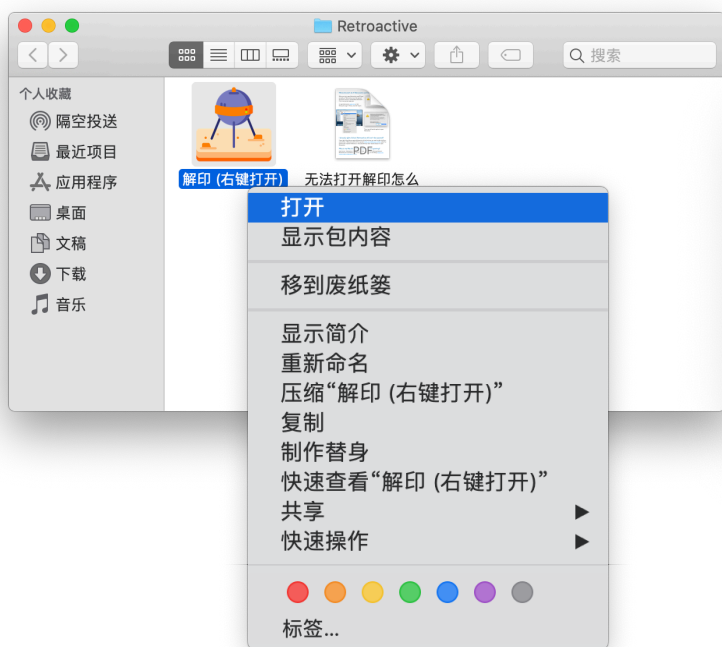 Retroactive
搜索
个人收藏
隔空投送
最近项目
应用程序
桌面
文稿
下载
音乐
PDF
解印 (右键打开)
无法打开解印怎么
打开
显示包内容
移到废纸篓
显示简介
重新命名
压缩“解印 (右键打开)”
复制
制作替身
快速查看“解印 (右键打开)”
共享
快速操作
标签...